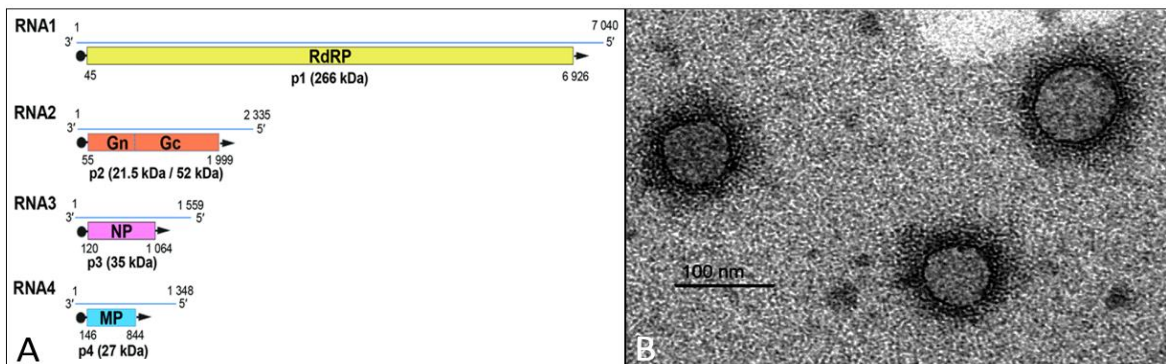 RNA1 1 7 040
3′ 5′
RdRP
45 p1 (266 kDa) 6 926
RNA2 1 2 335
3′ 5′
Gn Gc
55 1 999
p2 (21.5 kDa / 52 kDa)
RNA3 1 1 559
3′ 5′
NP
120 1 064
p3 (35 kDa)
RNA4 1 1 348
3′ 5′
MP
146 844
p4 (27 kDa)
A
100 nm
B